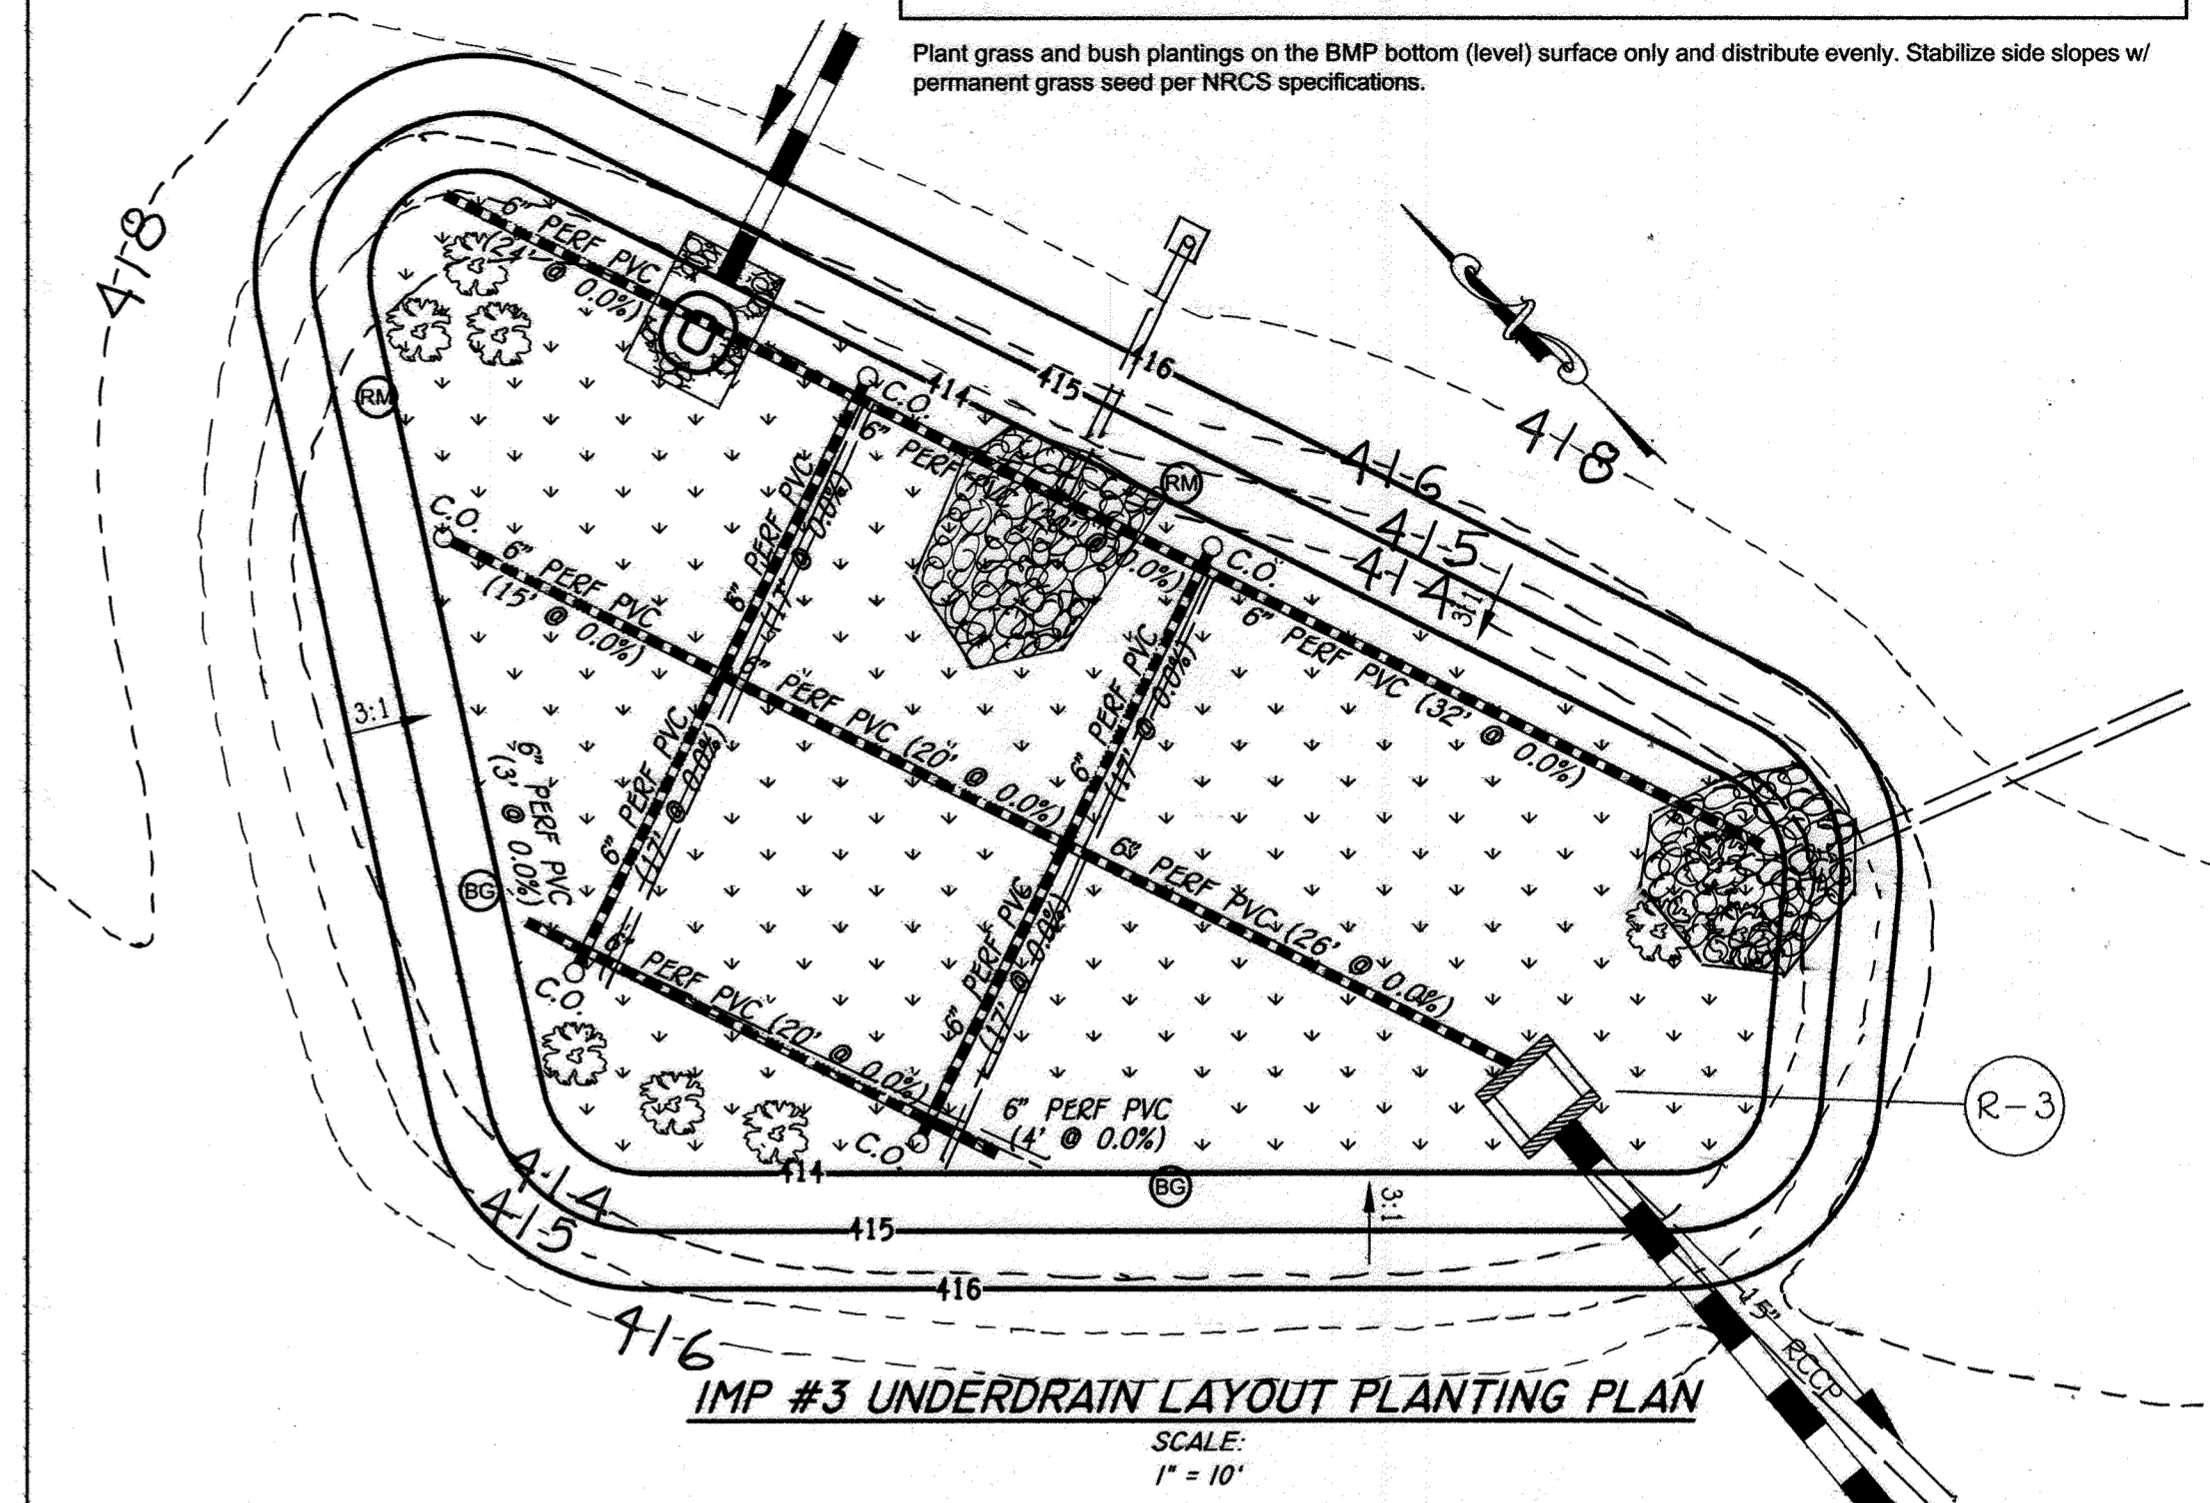 Plant grass and bush plantings on the BMP bottom (level) surface only and distribute evenly. Stabilize side slopes w/
permanent grass seed per NRCS specifications.
418
6" PERF PVC
(24' @ 0.0%)
C.O.
414
415
416
418
416
415
414
3:1
RM
RM
6" PERF PVC
@ 0.0%)
C.O.
6" PERF PVC
(17' @ 0.0%)
C.O.
6" PERF PVC
(15' @ 0.0%)
6" PERF PVC (32' @ 0.0%)
6" PERF PVC
(17' @ 0.0%)
6" PERF PVC (20' @ 0.0%)
3:1
6" PERF PVC
(17' @ 0.0%)
6" PERF PVC
(3' @ 0.0%)
BG
6" PERF PVC (26' @ 0.0%)
6" PERF PVC
(17' @ 0.0%)
C.O.
6" PERF PVC (20' @ 0.0%)
C.O.
6" PERF PVC
(4' @ 0.0%)
R-3
414
BG
3:1
414
415
415
416
416
15" RCCP
IMP #3 UNDERDRAIN LAYOUT PLANTING PLAN
SCALE:
1" = 10'